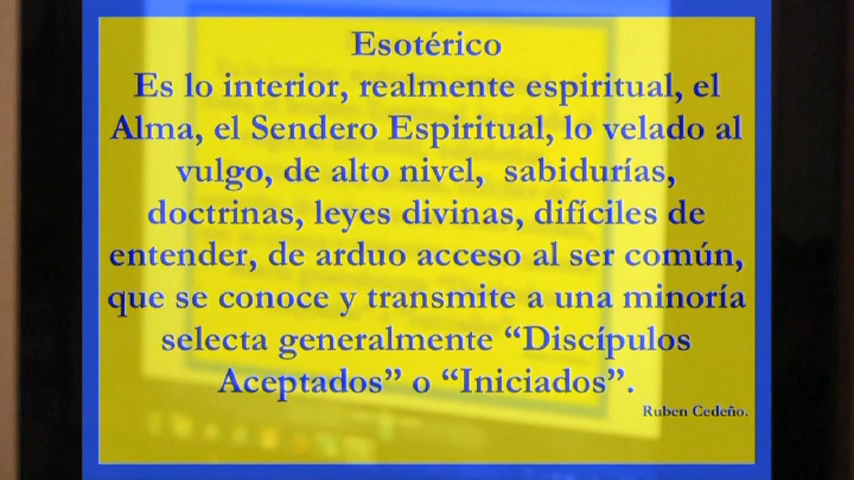 Esotérico
Es lo interior, realmente espiritual, el
Alma, el Sendero Espiritual, lo velado al
vulgo, de alto nivel, sabidurías,
doctrinas, leyes divinas, difíciles de
entender, de arduo acceso al ser común,
que se conoce y transmite a una minoría
selecta generalmente “Discípulos
Aceptados” o “Iniciados”.
Ruben Cedeño.